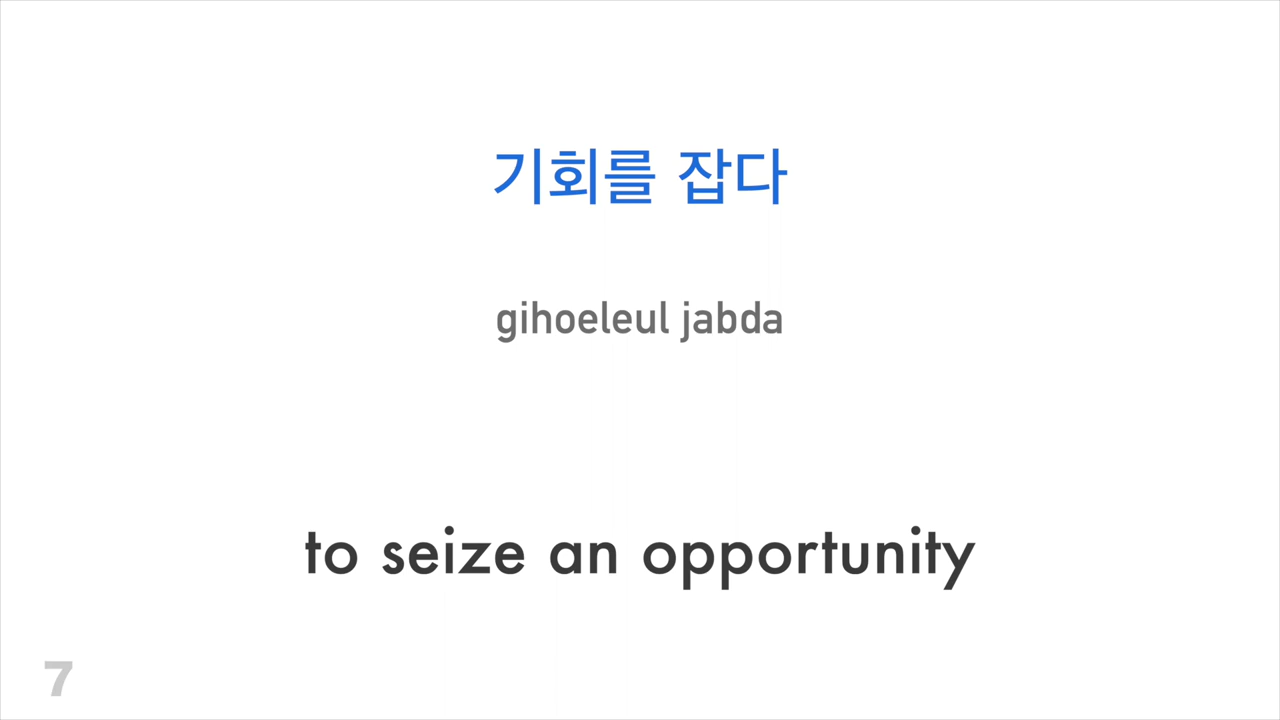 기회를 잡다
gihoeleul jabda
to seize an opportunity
7